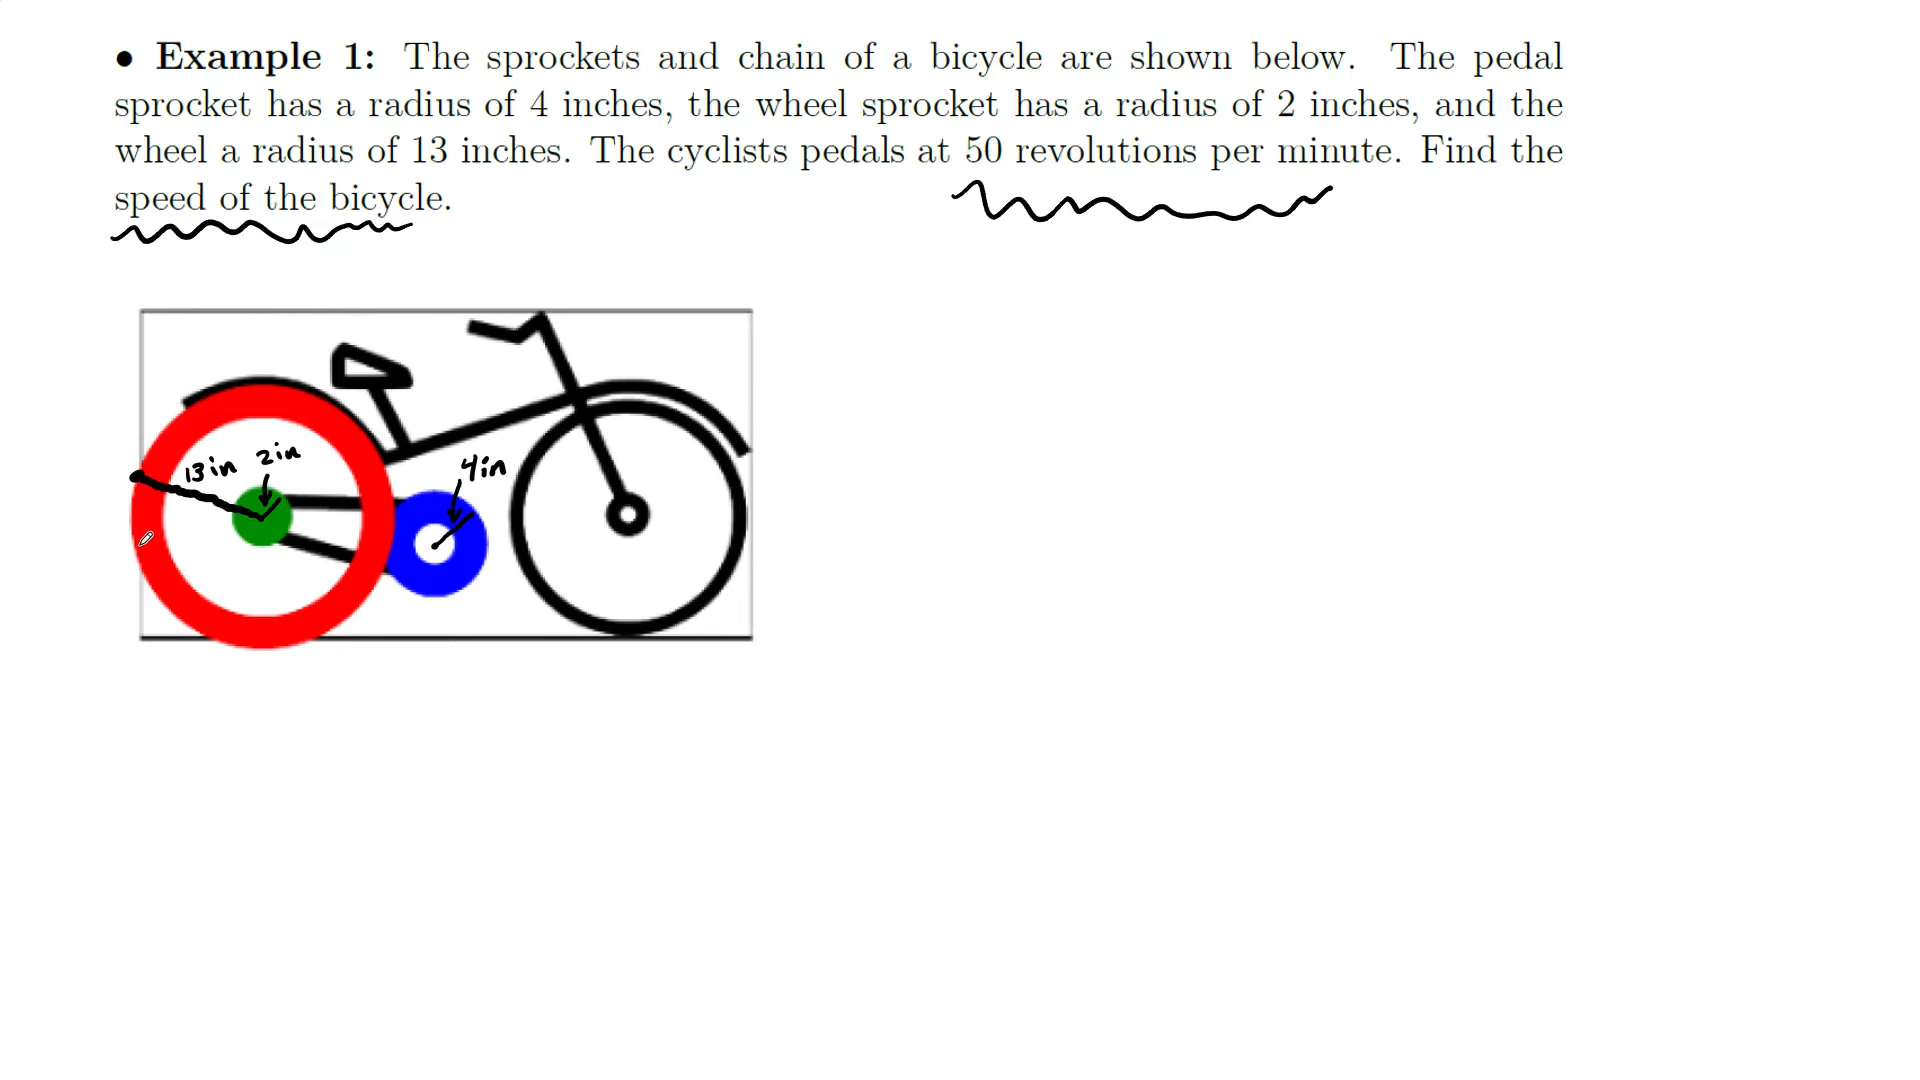 • Example 1: The sprockets and chain of a bicycle are shown below. The pedal
sprocket has a radius of 4 inches, the wheel sprocket has a radius of 2 inches, and the
wheel a radius of 13 inches. The cyclists pedals at 50 revolutions per minute. Find the
speed of the bicycle.
13in 2in 4in